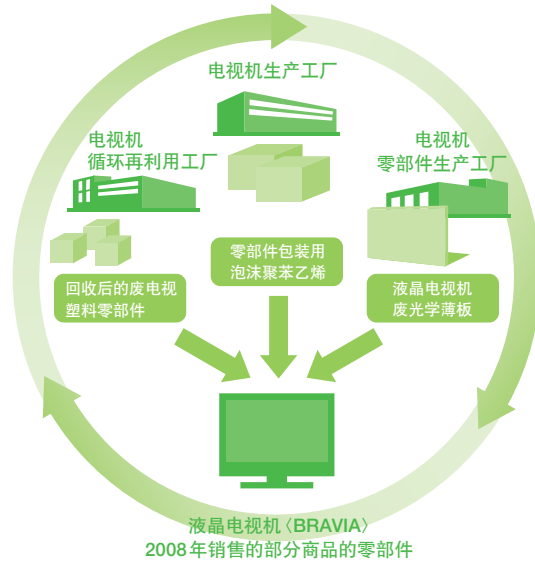 电视机生产工厂
电视机
循环再利用工厂
电视机
零部件生产工厂
零部件包装用
泡沫聚苯乙烯
回收后的废电视
塑料零部件
液晶电视机
废光学薄板
液晶电视机〈BRAVIA〉
2008年销售的部分商品的零部件